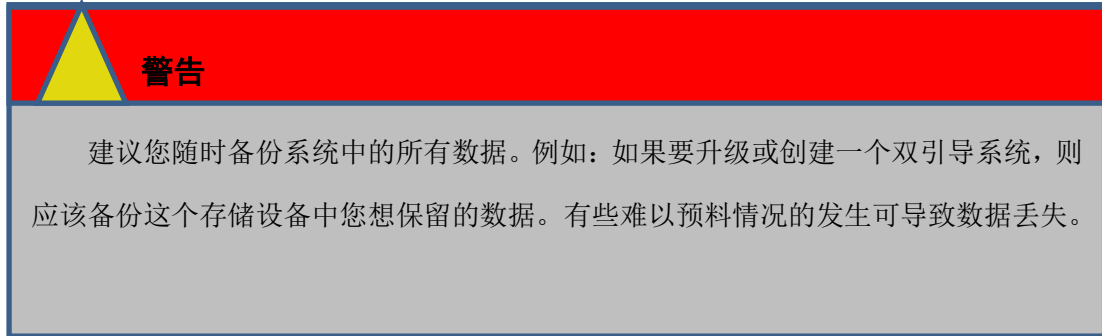 警告
建议您随时备份系统中的所有数据。例如：如果要升级或创建一个双引导系统，则
应该备份这个存储设备中您想保留的数据。有些难以预料情况的发生可导致数据丢失。